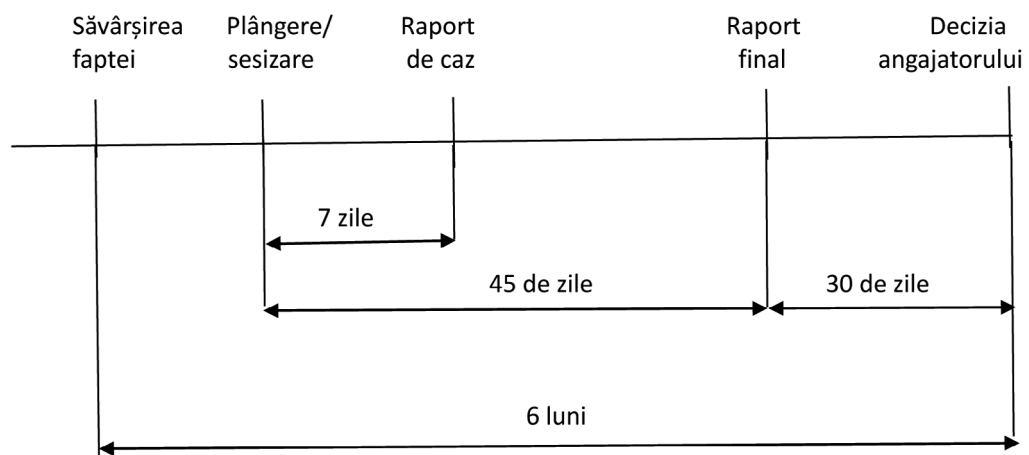 Săvârșirea
faptei
Plângere/
sesizare
Raport
de caz
Raport
final
Decizia
angajatorului
7 zile
45 de zile
30 de zile
6 luni